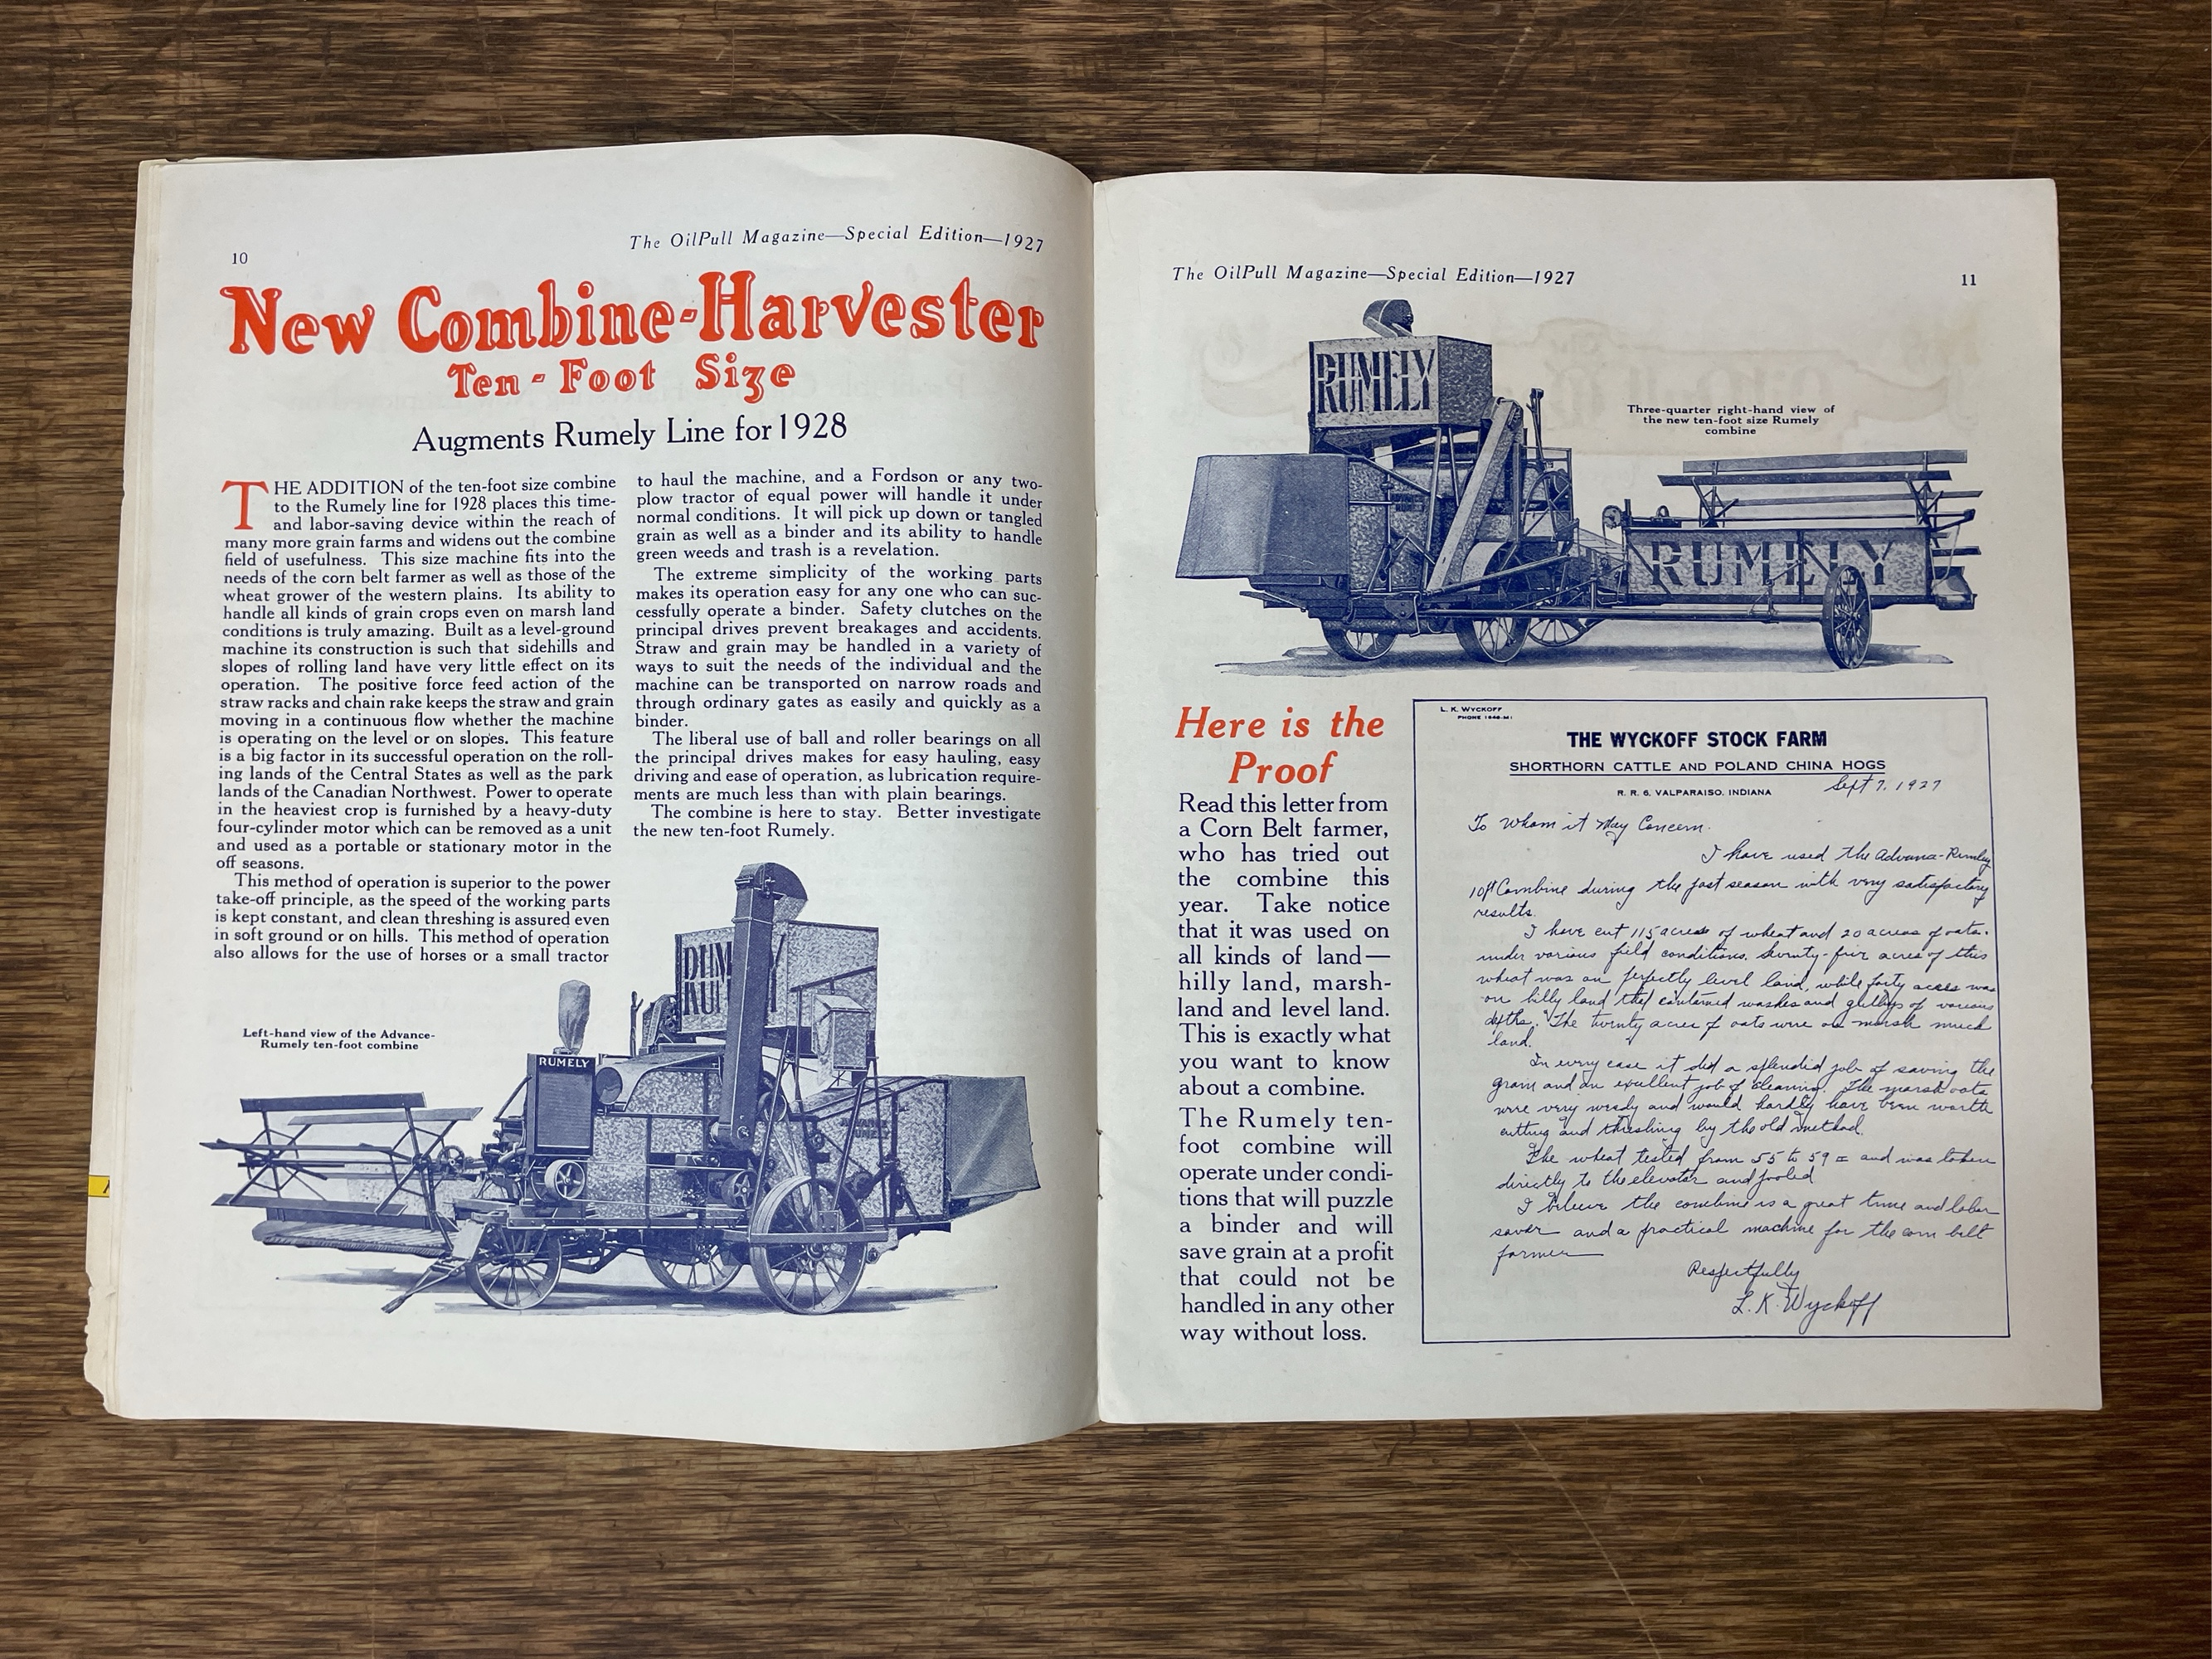 10
The OilPull Magazine—Special Edition—1927
New Combine-Harvester
Ten-Foot Size
Augments Rumely Line for 1928
THE ADDITION of the ten-foot size combine
to the Rumely line for 1928 places this time-
and labor-saving device within the reach of
many more grain farms and widens out the combine
field of usefulness. This size machine fits into the
needs of the corn belt farmer as well as those of the
wheat grower of the western plains. Its ability to
handle all kinds of grain crops even on marsh land
conditions is truly amazing. Built as a level-ground
machine its construction is such that sidehills and
slopes of rolling land have very little effect on its
operation. The positive force feed action of the
straw racks and chain rake keeps the straw and grain
moving in a continuous flow whether the machine
is operating on the level or on slopes. This feature
is a big factor in its successful operation on the roll-
ing lands of the Central States as well as the park
lands of the Canadian Northwest. Power to operate
in the heaviest crop is furnished by a heavy-duty
four-cylinder motor which can be removed as a unit
and used as a portable or stationary motor in the
off seasons.
This method of operation is superior to the power
take-off principle, as the speed of the working parts
is kept constant, and clean threshing is assured even
in soft ground or on hills. This method of operation
also allows for the use of horses or a small tractor
to haul the machine, and a Fordson or any two-
plow tractor of equal power will handle it under
normal conditions. It will pick up down or tangled
grain as well as a binder and its ability to handle
green weeds and trash is a revelation.
The extreme simplicity of the working parts
makes its operation easy for any one who can suc-
cessfully operate a binder. Safety clutches on the
principal drives prevent breakages and accidents.
Straw and grain may be handled in a variety of
ways to suit the needs of the individual and the
machine can be transported on narrow roads and
through ordinary gates as easily and quickly as a
binder.
The liberal use of ball and roller bearings on all
the principal drives makes for easy hauling, easy
driving and ease of operation, as lubrication require-
ments are much less than with plain bearings.
The combine is here to stay. Better investigate
the new ten-foot Rumely.
Left-hand view of the Advance-
Rumely ten-foot combine
RUMELY
The OilPull Magazine—Special Edition—1927
11
RUMELY
Three-quarter right-hand view of
the new ten-foot size Rumely
combine
RUMELY
Here is the
Proof
Read this letter from
a Corn Belt farmer,
who has tried out
the combine this
year. Take notice
that it was used on
all kinds of land—
hilly land, marsh-
land and level land.
This is exactly what
you want to know
about a combine.
The Rumely ten-
foot combine will
operate under condi-
tions that will puzzle
a binder and will
save grain at a profit
that could not be
handled in any other
way without loss.
L. K. WYCKOFF
PHONE
THE WYCKOFF STOCK FARM
SHORTHORN CATTLE AND POLAND CHINA HOGS
R. R. 6, VALPARAISO, INDIANA
Sept 7, 1927
To Whom it May Concern.
I have used the Advance-Rumley
10ft Combine during the past season with very satisfactory
results.
I have cut 115 acres of wheat and 20 acres of oats.
under various field conditions. Seventy-five acres of this
wheat was on perfectly level land, while forty acres was
on hilly land that contained washes and gulleys of various
depths. The twenty acres of oats were on marsh muck
land.
In every case it did a splendid job of saving the
grain and an excellent job of cleaning. The marsh oats
were very weedy and would hardly have been worth
cutting and threshing by the old method.
The wheat tested from 55 to 59 and was taken
directly to the elevator and pooled
I believe the combine is a great time and labor
saver and a practical machine for the corn belt
farmer
Respectfully
L. K. Wyckoff